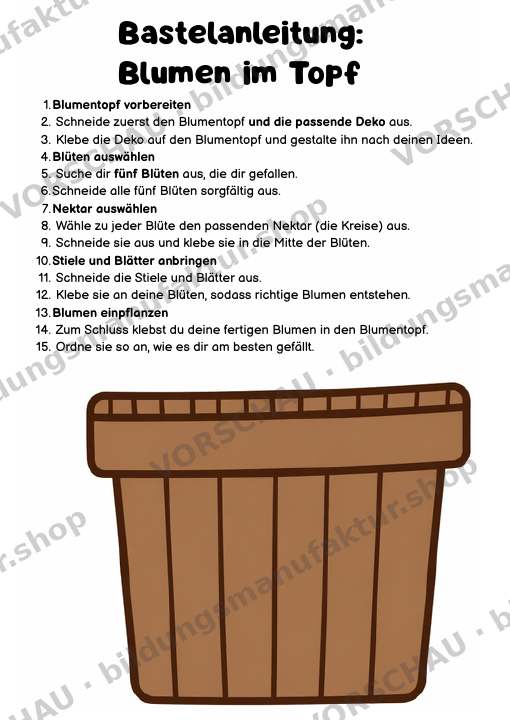 Bastelanleitung:
Blumen im Topf
1. Blumentopf vorbereiten
2. Schneide zuerst den Blumentopf und die passende Deko aus.
3. Klebe die Deko auf den Blumentopf und gestalte ihn nach deinen Ideen.
4. Blüten auswählen
5. Suche dir fünf Blüten aus, die dir gefallen.
6. Schneide alle fünf Blüten sorgfältig aus.
7. Nektar auswählen
8. Wähle zu jeder Blüte den passenden Nektar (die Kreise) aus.
9. Schneide sie aus und klebe sie in die Mitte der Blüten.
10. Stiele und Blätter anbringen
11. Schneide die Stiele und Blätter aus.
12. Klebe sie an deine Blüten, sodass richtige Blumen entstehen.
13. Blumen einpflanzen
14. Zum Schluss klebst du deine fertigen Blumen in den Blumentopf.
15. Ordne sie so an, wie es dir am besten gefällt.
VORSCHAU · bildungsmanufaktur.shop